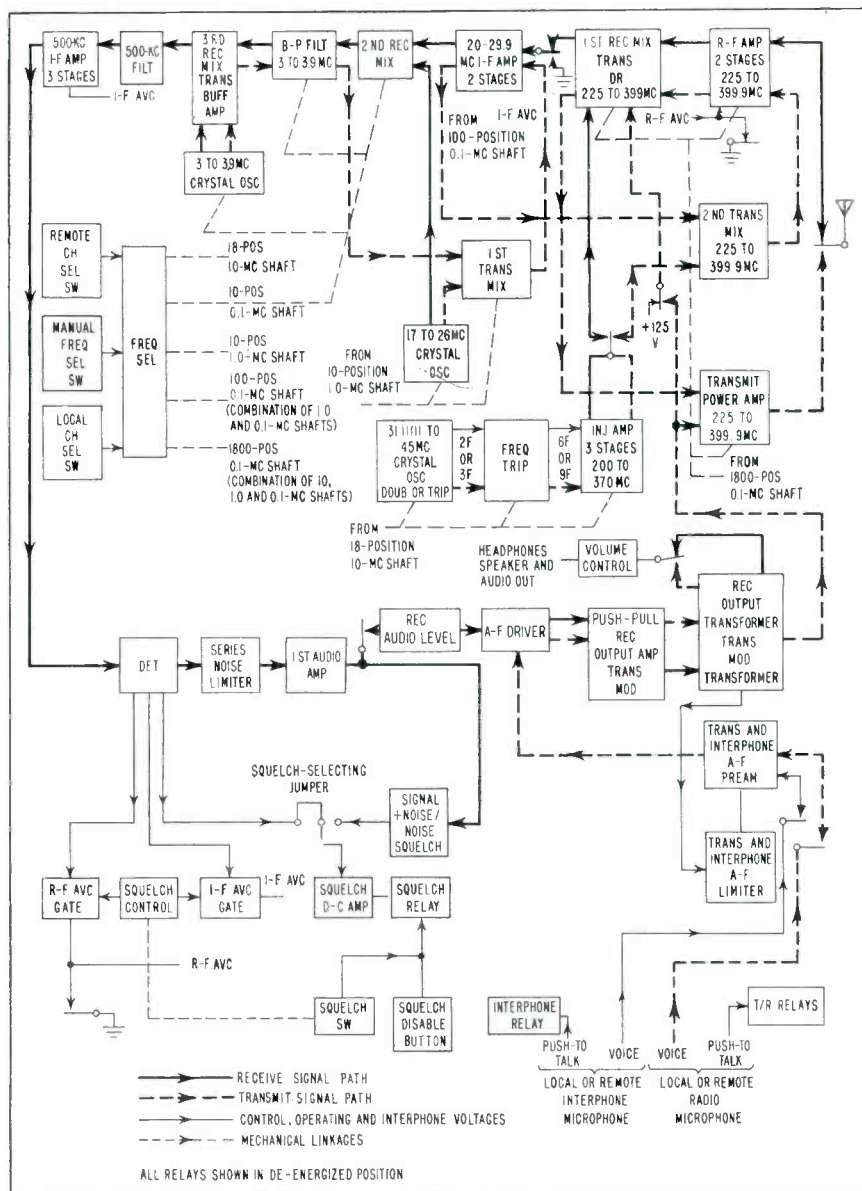 500-KC
I-F AMP
3 STAGES
500-KC
FILT
3 RD
REC
MIX
TRANS
BUFF
AMP
B-P FILT
3 TO 3.9MC
2ND REC
MIX
20-29.9
MC I-F AMP
2 STAGES
1ST REC MIX
TRANS
DR
225 TO 399MC
R-F AMP
2 STAGES
225
TO
399.9MC
I-F AVC
FROM
100-POSITION
0.1-MC SHAFT
I-F AVC
R-F AVC
3 TO 3.9MC
CRYSTAL OSC
REMOTE
CH
SEL
SW
MANUAL
FREQ
SEL
SW
LOCAL
CH
SEL
SW
FREQ
SEL
18-POS
10-MC SHAFT
10-POS
0.1-MC SHAFT
10-POS
1.0-MC SHAFT
100-POS
0.1-MC SHAFT
(COMBINATION OF 1.0
AND 0.1-MC SHAFTS)
1800-POS
0.1-MC SHAFT
(COMBINATION OF 10,
1.0 AND 0.1-MC SHAFTS)
1ST
TRANS
MIX
2ND TRANS
MIX
225 TO
399.9MC
17 TO 26MC
CRYSTAL
OSC
FROM
10-POSITION
1.0-MC SHAFT
+125
V
TRANSMIT
POWER AMP
225 TO
399.9MC
31.11111 TO
45MC
CRYSTAL
OSC
DOUB OR TRIP
2F
OR
3F
FREQ
TRIP
6F
OR
9F
INJ AMP
3 STAGES
200 TO
370MC
FROM
1800-POS
0.1-MC
SHAFT
FROM
18-POSITION
10-MC SHAFT
HEADPHONES
SPEAKER AND
AUDIO OUT
VOLUME
CONTROL
DET
SERIES
NOISE
LIMITER
1ST AUDIO
AMP
REC
AUDIO LEVEL
A-F DRIVER
PUSH-PULL
REC
OUTPUT AMP
TRANS
MOD
REC
OUTPUT
TRANSFORMER
TRANS
MOD
TRANSFORMER
TRANS AND
INTERPHONE
A-F
PREAM
TRANS AND
INTERPHONE
A-F
LIMITER
SQUELCH-SELECTING
JUMPER
SIGNAL
+NOISE/
NOISE
SQUELCH
R-F AVC
GATE
SQUELCH
CONTROL
I-F AVC
GATE
I-F AVC
SQUELCH
D-C AMP
SQUELCH
RELAY
R-F AVC
SQUELCH
SW
SQUELCH
DISABLE
BUTTON
INTERPHONE
RELAY
T/R RELAYS
PUSH-TO
TALK
VOICE
VOICE
PUSH-TO
TALK
LOCAL OR REMOTE
INTERPHONE
MICROPHONE
LOCAL OR REMOTE
RADIO
MICROPHONE
RECEIVE SIGNAL PATH
TRANSMIT SIGNAL PATH
CONTROL, OPERATING AND INTERPHONE VOLTAGES
MECHANICAL LINKAGES
ALL RELAYS SHOWN IN DE-ENERGIZED POSITION